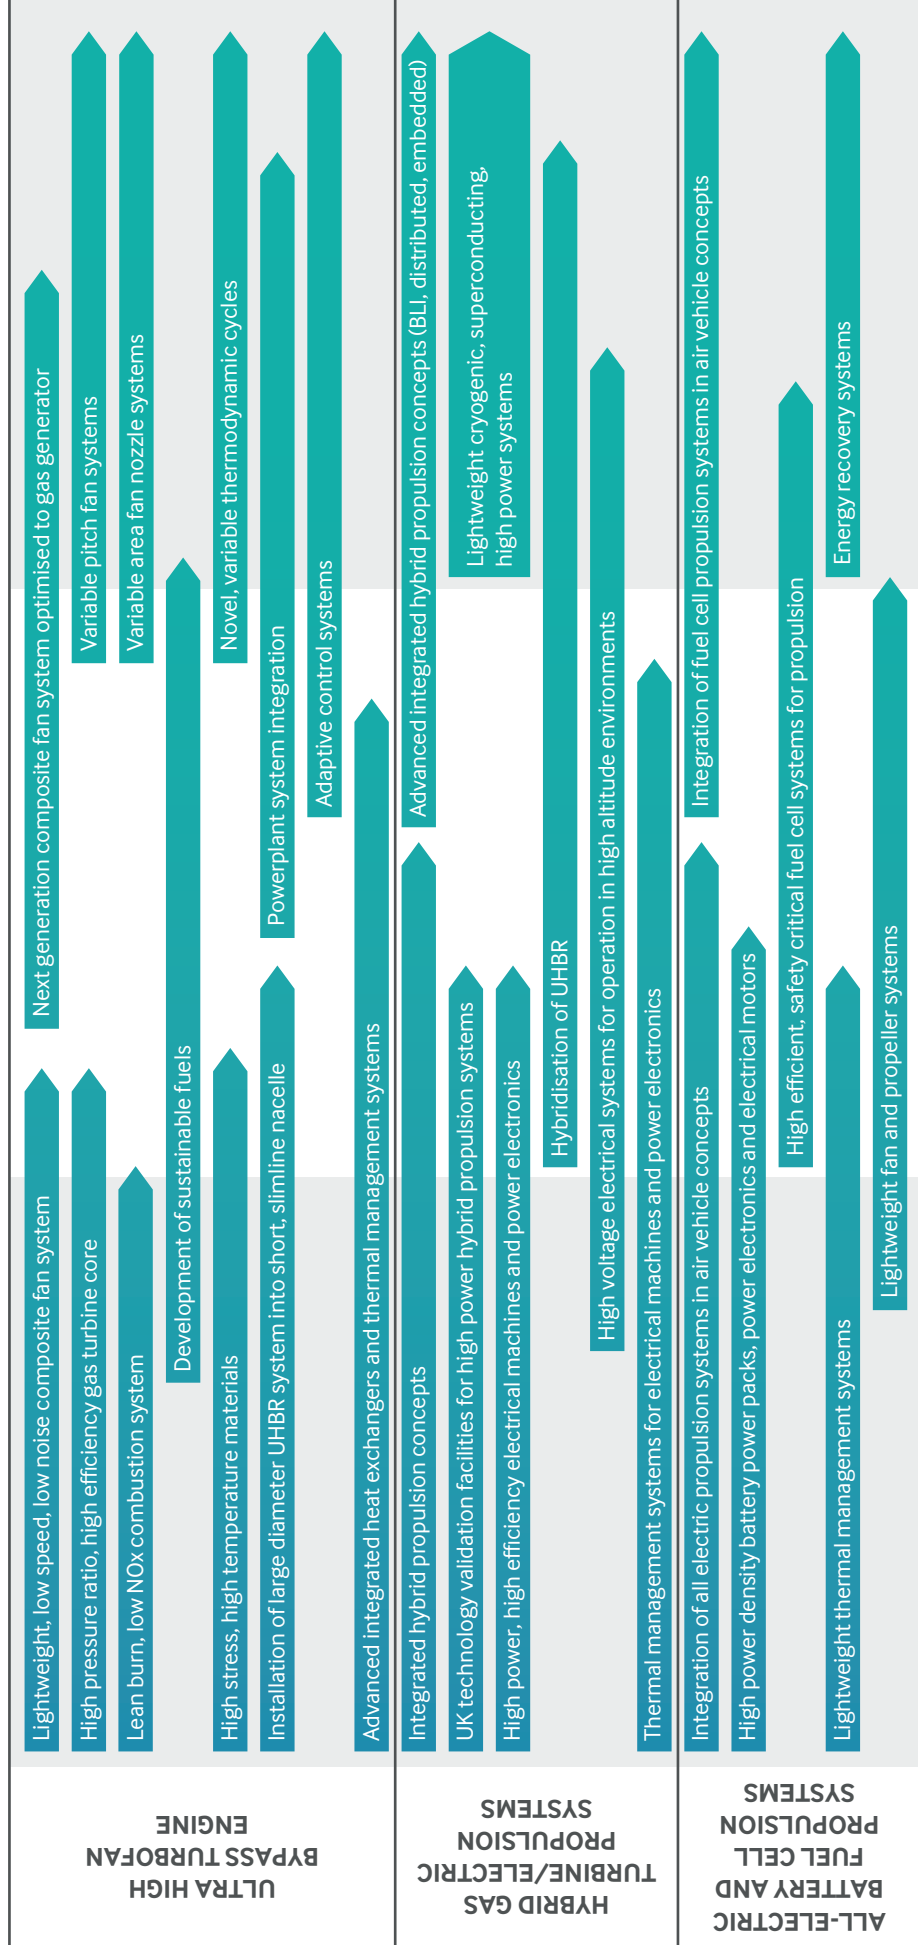 ULTRA HIGH
BYPASS TURBOFAN
ENGINE
Lightweight, low speed, low noise composite fan system
Next generation composite fan system optimised to gas generator
High pressure ratio, high efficiency gas turbine core
Variable pitch fan systems
Lean burn, low NOx combustion system
Variable area fan nozzle systems
Development of sustainable fuels
High stress, high temperature materials
Novel, variable thermodynamic cycles
Installation of large diameter UHBR system into short, slimline nacelle
Powerplant system integration
Adaptive control systems
Advanced integrated heat exchangers and thermal management systems
HYBRID GAS
TURBINE/ELECTRIC
PROPULSION
SYSTEMS
Integrated hybrid propulsion concepts
Advanced integrated hybrid propulsion concepts (BLI, distributed, embedded)
UK technology validation facilities for high power hybrid propulsion systems
Lightweight cryogenic, superconducting,
high power systems
High power, high efficiency electrical machines and power electronics
Hybridisation of UHBR
High voltage electrical systems for operation in high altitude environments
Thermal management systems for electrical machines and power electronics
ALL-ELECTRIC
BATTERY AND
FUEL CELL
PROPULSION
SYSTEMS
Integration of all electric propulsion systems in air vehicle concepts
Integration of fuel cell propulsion systems in air vehicle concepts
High power density battery power packs, power electronics and electrical motors
High efficient, safety critical fuel cell systems for propulsion
Lightweight thermal management systems
Energy recovery systems
Lightweight fan and propeller systems